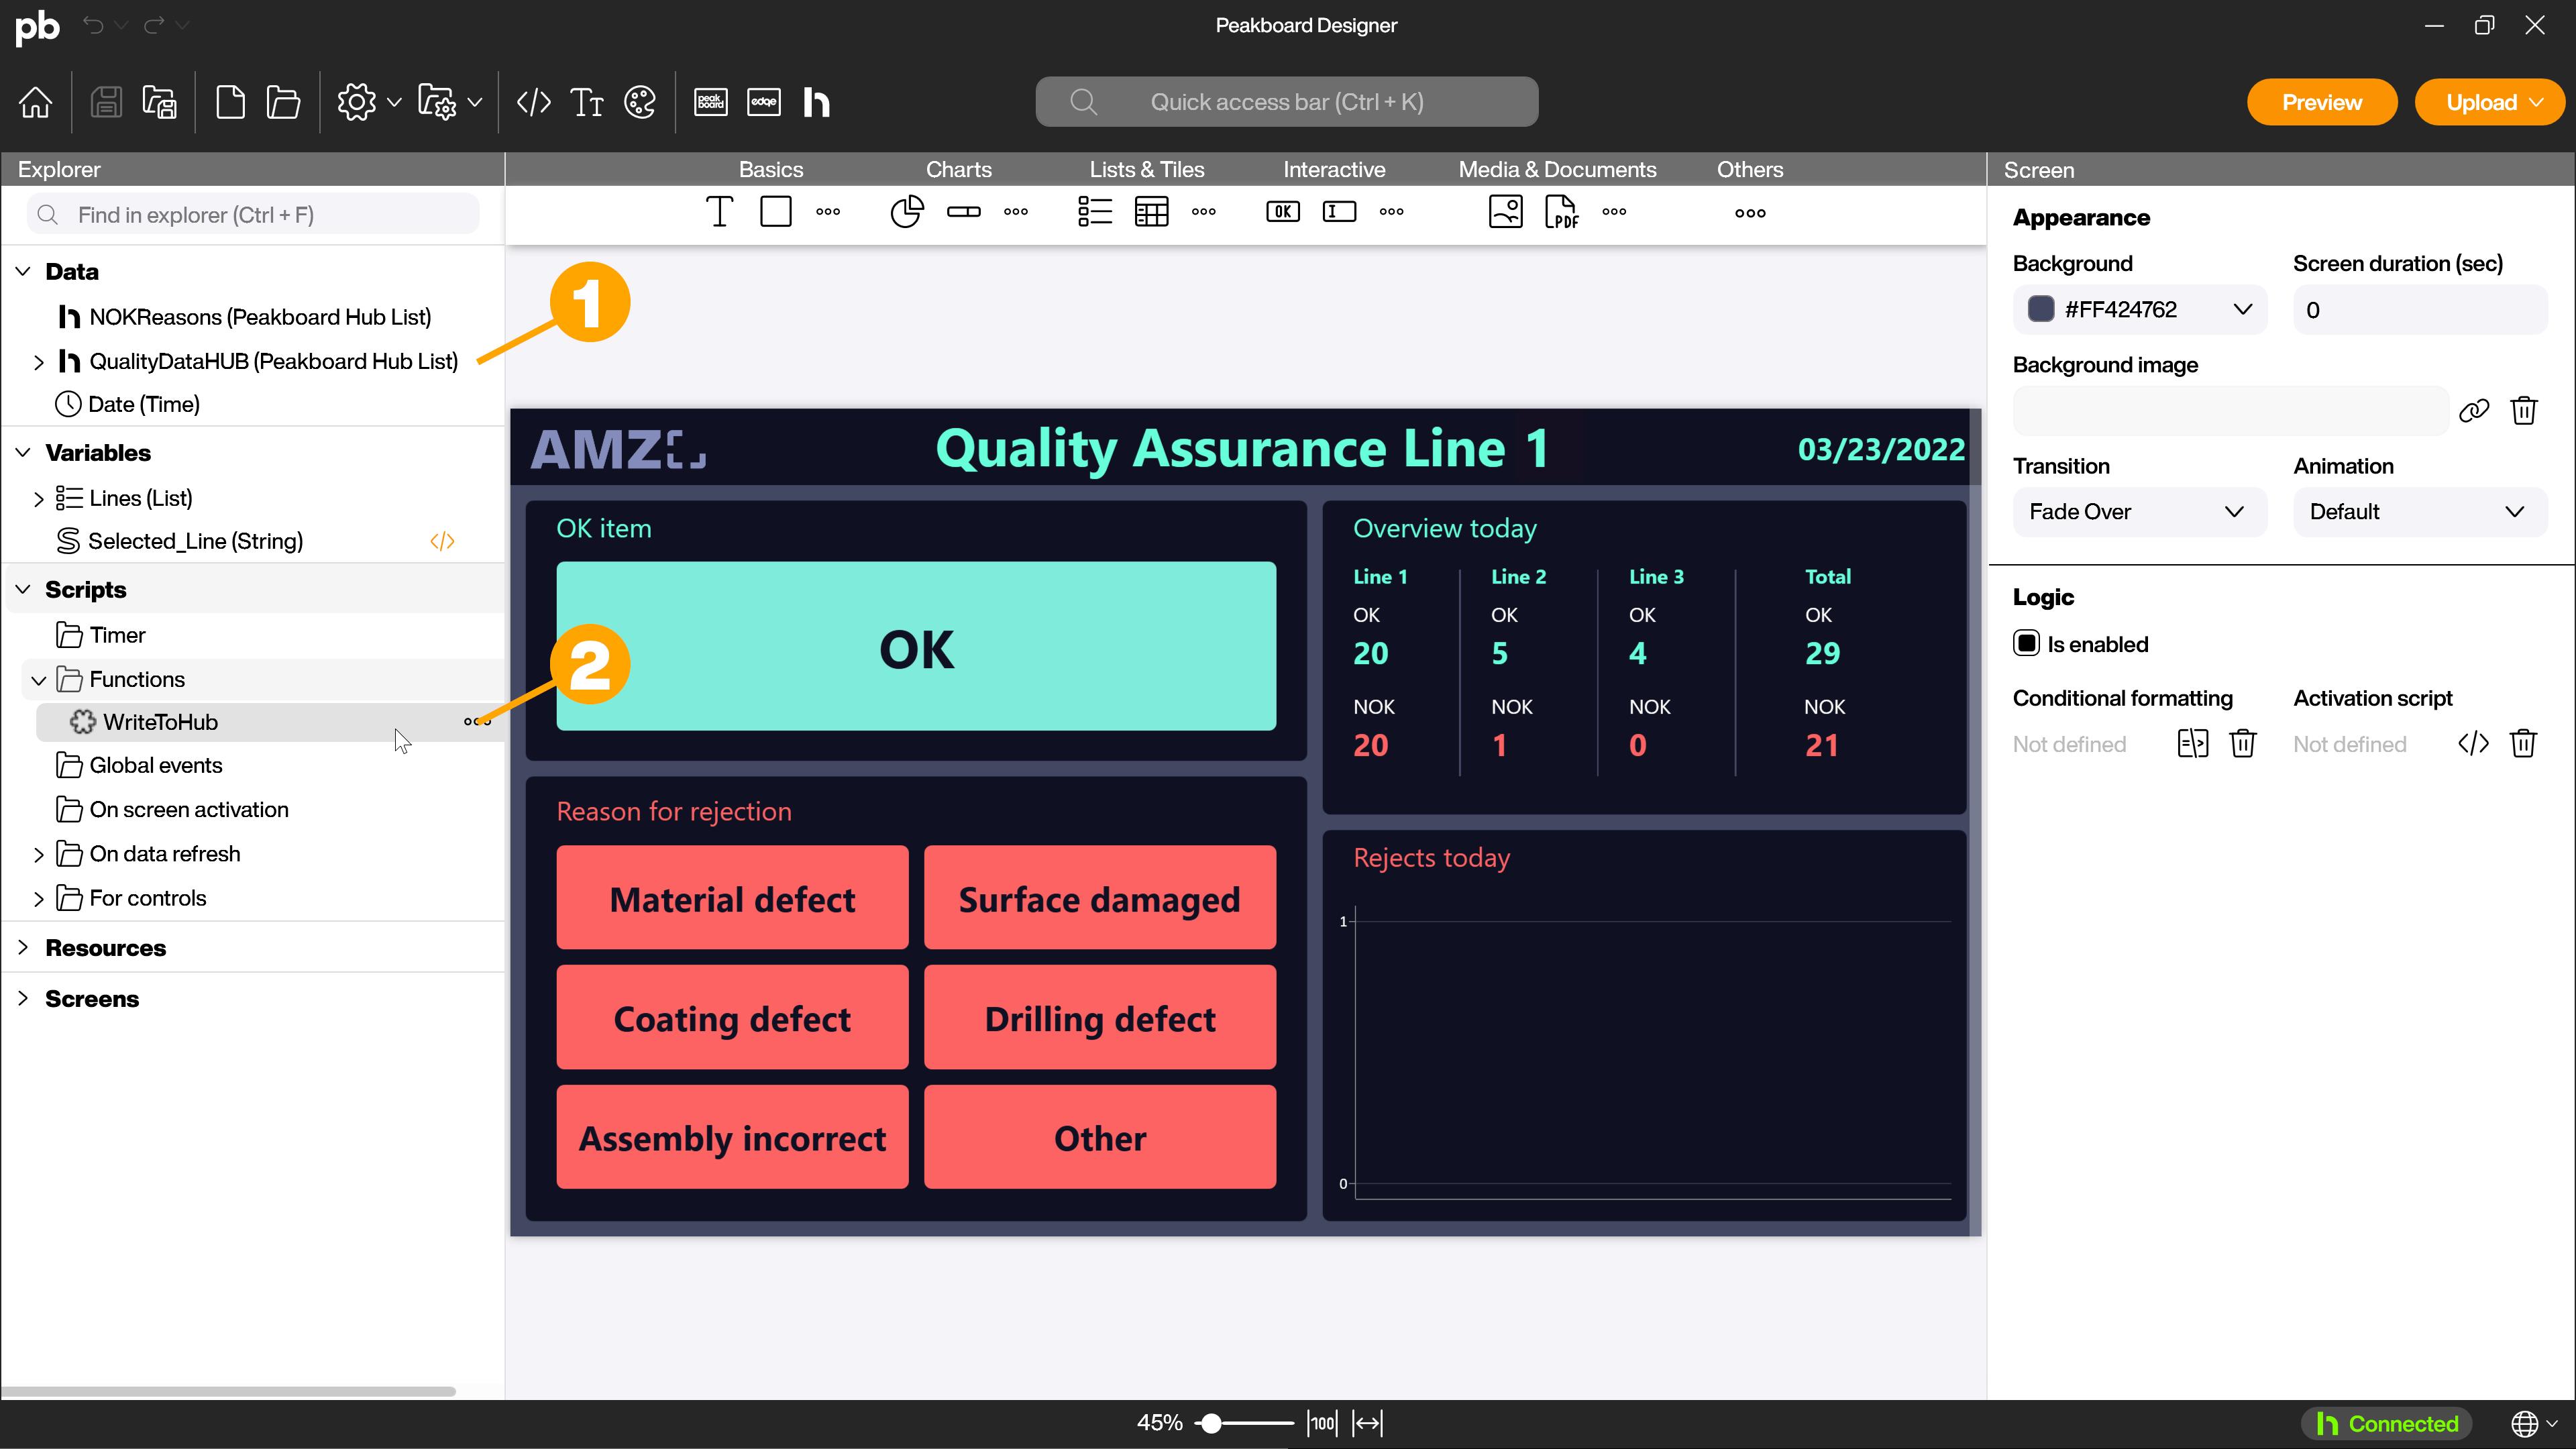 pb
Peakboard Designer
peak board
edge
h
Quick access bar (Ctrl + K)
Preview
Upload
Explorer
Basics
Charts
Lists & Tiles
Interactive
Media & Documents
Others
Screen
Find in explorer (Ctrl + F)
OK
PDF
Data
NOKReasons (Peakboard Hub List)
QualityDataHUB (Peakboard Hub List)
Date (Time)
Variables
Lines (List)
Selected_Line (String)
Scripts
Timer
Functions
WriteToHub
Global events
On screen activation
On data refresh
For controls
Resources
Screens
1
2
AMZ
Quality Assurance Line 1
03/23/2022
OK item
OK
Reason for rejection
Material defect
Surface damaged
Coating defect
Drilling defect
Assembly incorrect
Other
Overview today
Line 1
Line 2
Line 3
Total
OK
OK
OK
OK
20
5
4
29
NOK
NOK
NOK
NOK
20
1
0
21
Rejects today
1
0
Appearance
Background
Screen duration (sec)
#FF424762
0
Background image
Transition
Animation
Fade Over
Default
Logic
Is enabled
Conditional formatting
Activation script
Not defined
Not defined
45%
100
Connected